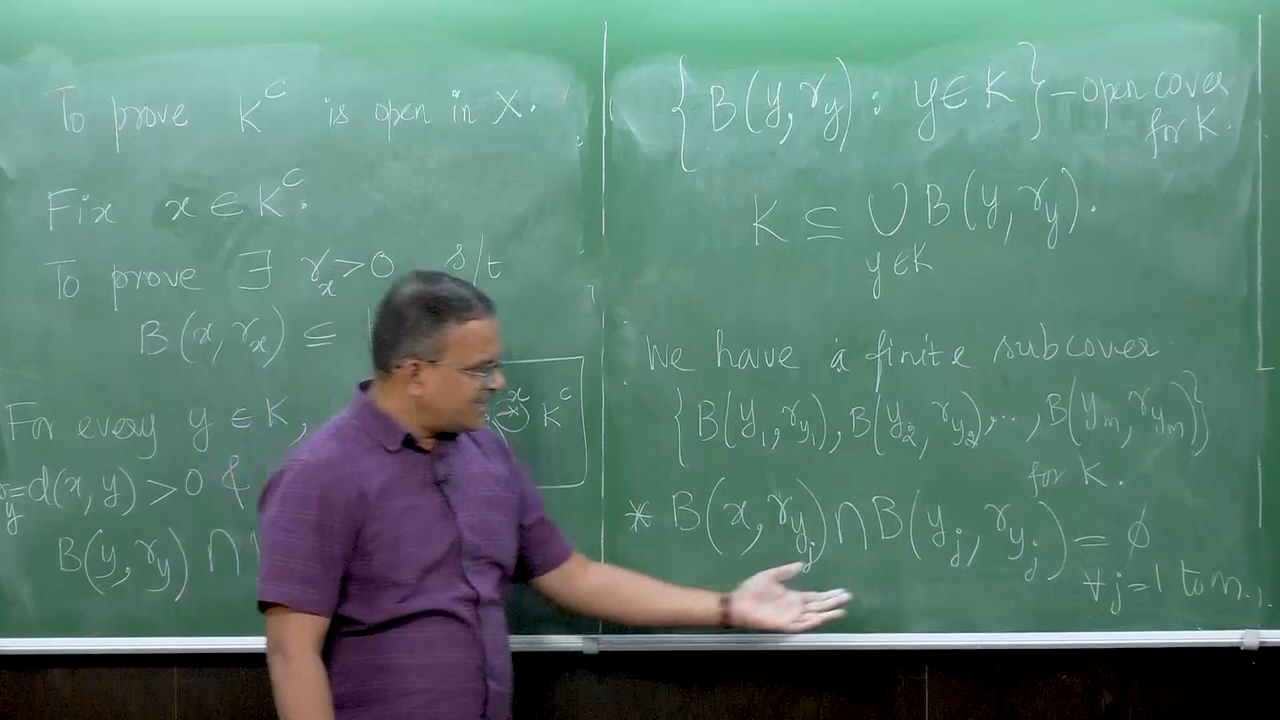 To prove K^c is open in X.
Fix x ∈ K^c.
To prove ∃ r_x > 0 s/t
B(x, r_x) ⊆
For every y ∈ K,
r_y = d(x, y) > 0 &
B(y, r_y) ∩
x K^c
{B(y, r_y) : y ∈ K} – open cover
for K.
K ⊆ ∪ B(y, r_y).
y ∈ K
We have a finite subcover
{B(y_1, r_{y_1}), B(y_2, r_{y_2}), ..., B(y_m, r_{y_m})}
for K.
* B(x, r_{y_j}) ∩ B(y_j, r_{y_j}) = ∅
∀ j = 1 to m.